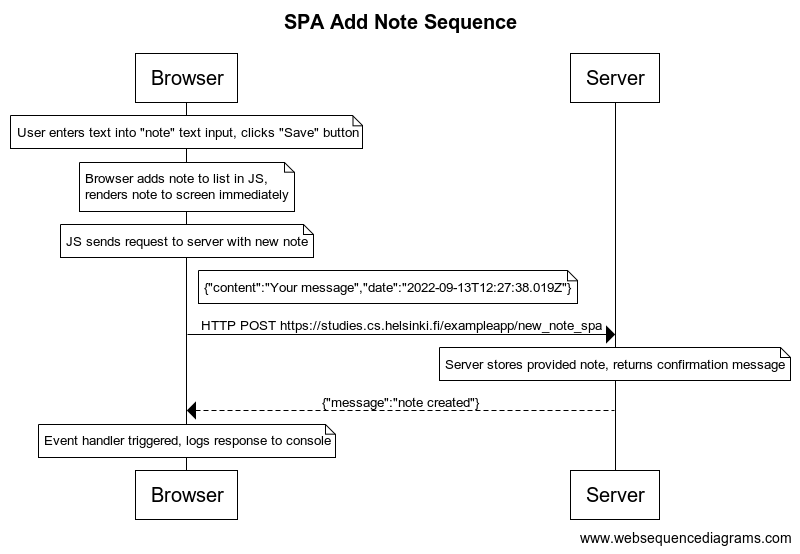 SPA Add Note Sequence
Browser
Server
User enters text into "note" text input, clicks "Save" button
Browser adds note to list in JS,
renders note to screen immediately
JS sends request to server with new note
{"content":"Your message","date":"2022-09-13T12:27:38.019Z"}
HTTP POST https://studies.cs.helsinki.fi/exampleapp/new_note_spa
Server stores provided note, returns confirmation message
{"message":"note created"}
Event handler triggered, logs response to console
Browser
Server
www.websequencediagrams.com